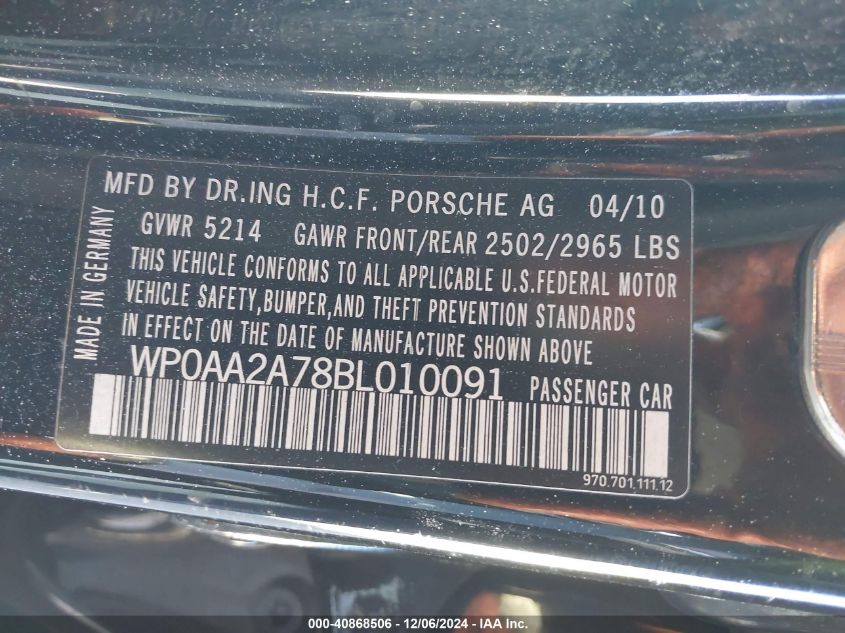 MFD BY DR.ING H.C.F. PORSCHE AG 04/10
GVWR 5214 GAWR FRONT/REAR 2502/2965 LBS
THIS VEHICLE CONFORMS TO ALL APPLICABLE U.S.FEDERAL MOTOR
VEHICLE SAFETY,BUMPER,AND THEFT PREVENTION STANDARDS
IN EFFECT ON THE DATE OF MANUFACTURE SHOWN ABOVE
WP0AA2A78BL010091 PASSENGER CAR
970.701.111.12
MADE IN GERMANY
000-40868506 - 12/06/2024 - IAA Inc.